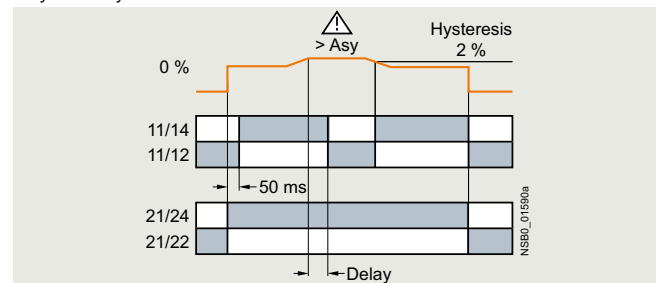 Hysteresis
> Asy
2 %
0 %
11/14
11/12
50 ms
21/24
21/22
Delay
NSB0_01590a